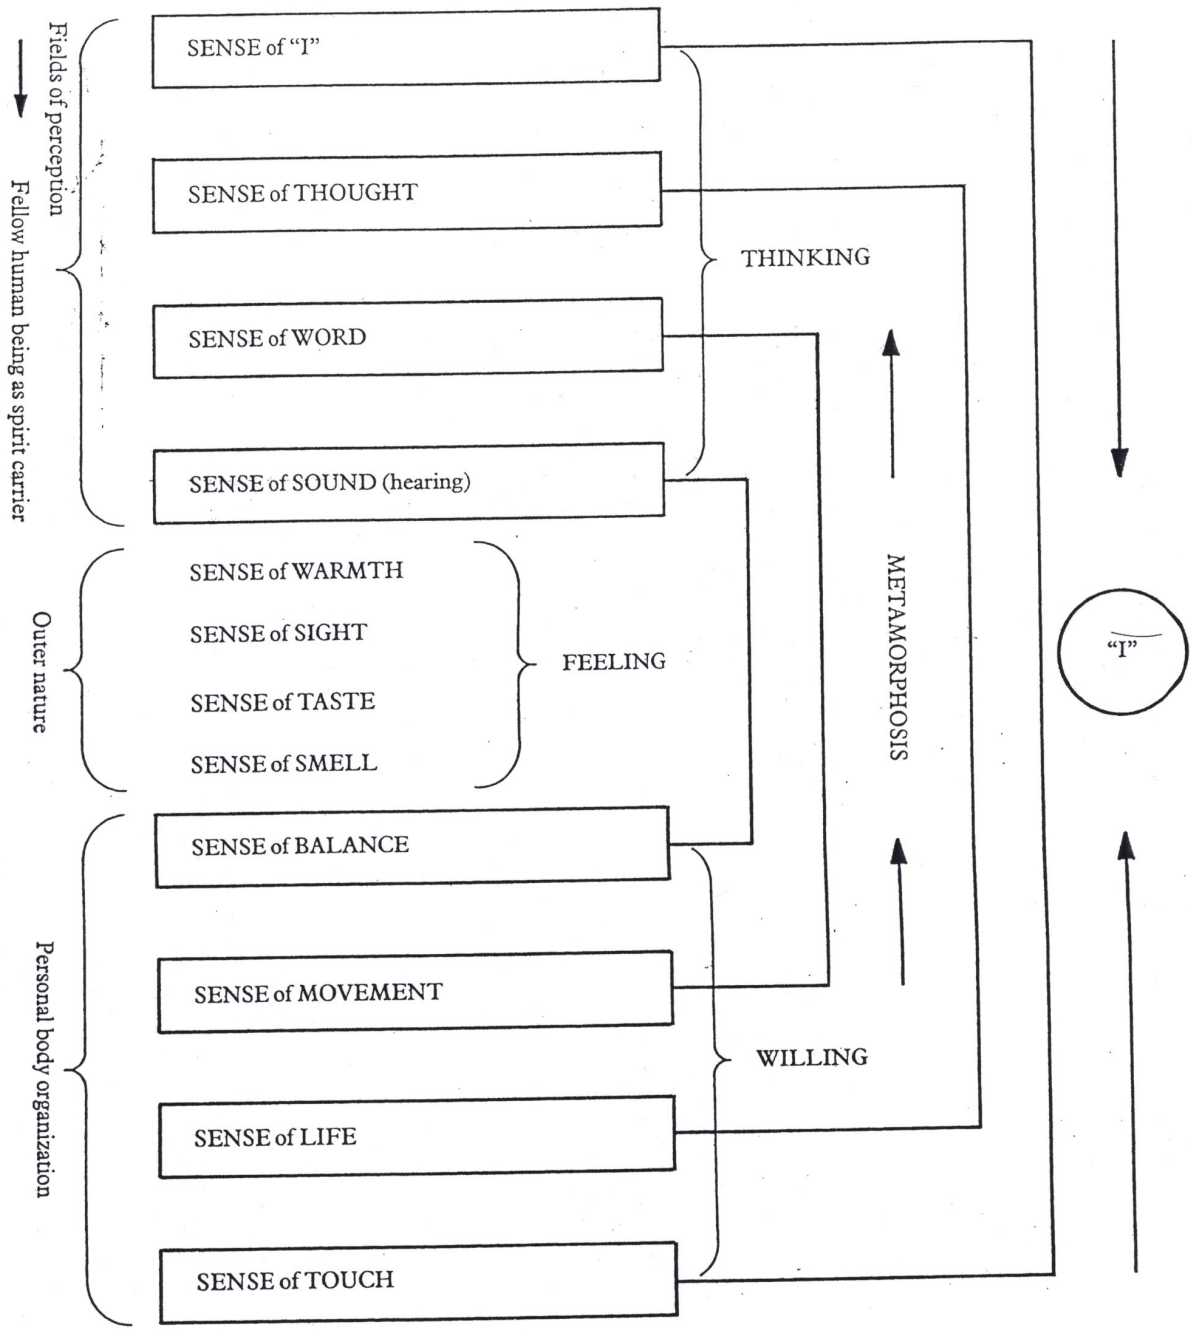 Fields of perception
Fellow human being as spirit carrier
SENSE of “I”
SENSE of THOUGHT
SENSE of WORD
SENSE of SOUND (hearing)
THINKING
Outer nature
SENSE of WARMTH
SENSE of SIGHT
SENSE of TASTE
SENSE of SMELL
FEELING
Personal body organization
SENSE of BALANCE
SENSE of MOVEMENT
SENSE of LIFE
SENSE of TOUCH
WILLING
METAMORPHOSIS
“I”